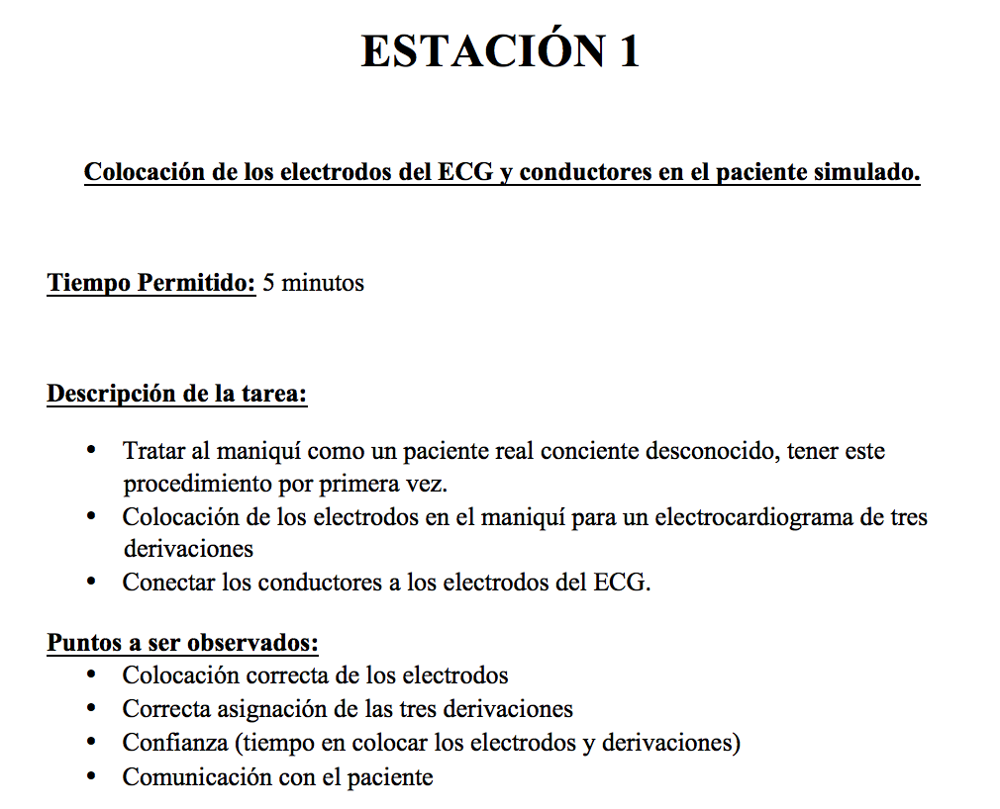 ESTACIÓN 1
Colocación de los electrodos del ECG y conductores en el paciente simulado.
Tiempo Permitido: 5 minutos
Descripción de la tarea:
• Tratar al maniquí como un paciente real conciente desconocido, tener este
procedimiento por primera vez.
• Colocación de los electrodos en el maniquí para un electrocardiograma de tres
derivaciones
• Conectar los conductores a los electrodos del ECG.
Puntos a ser observados:
• Colocación correcta de los electrodos
• Correcta asignación de las tres derivaciones
• Confianza (tiempo en colocar los electrodos y derivaciones)
• Comunicación con el paciente